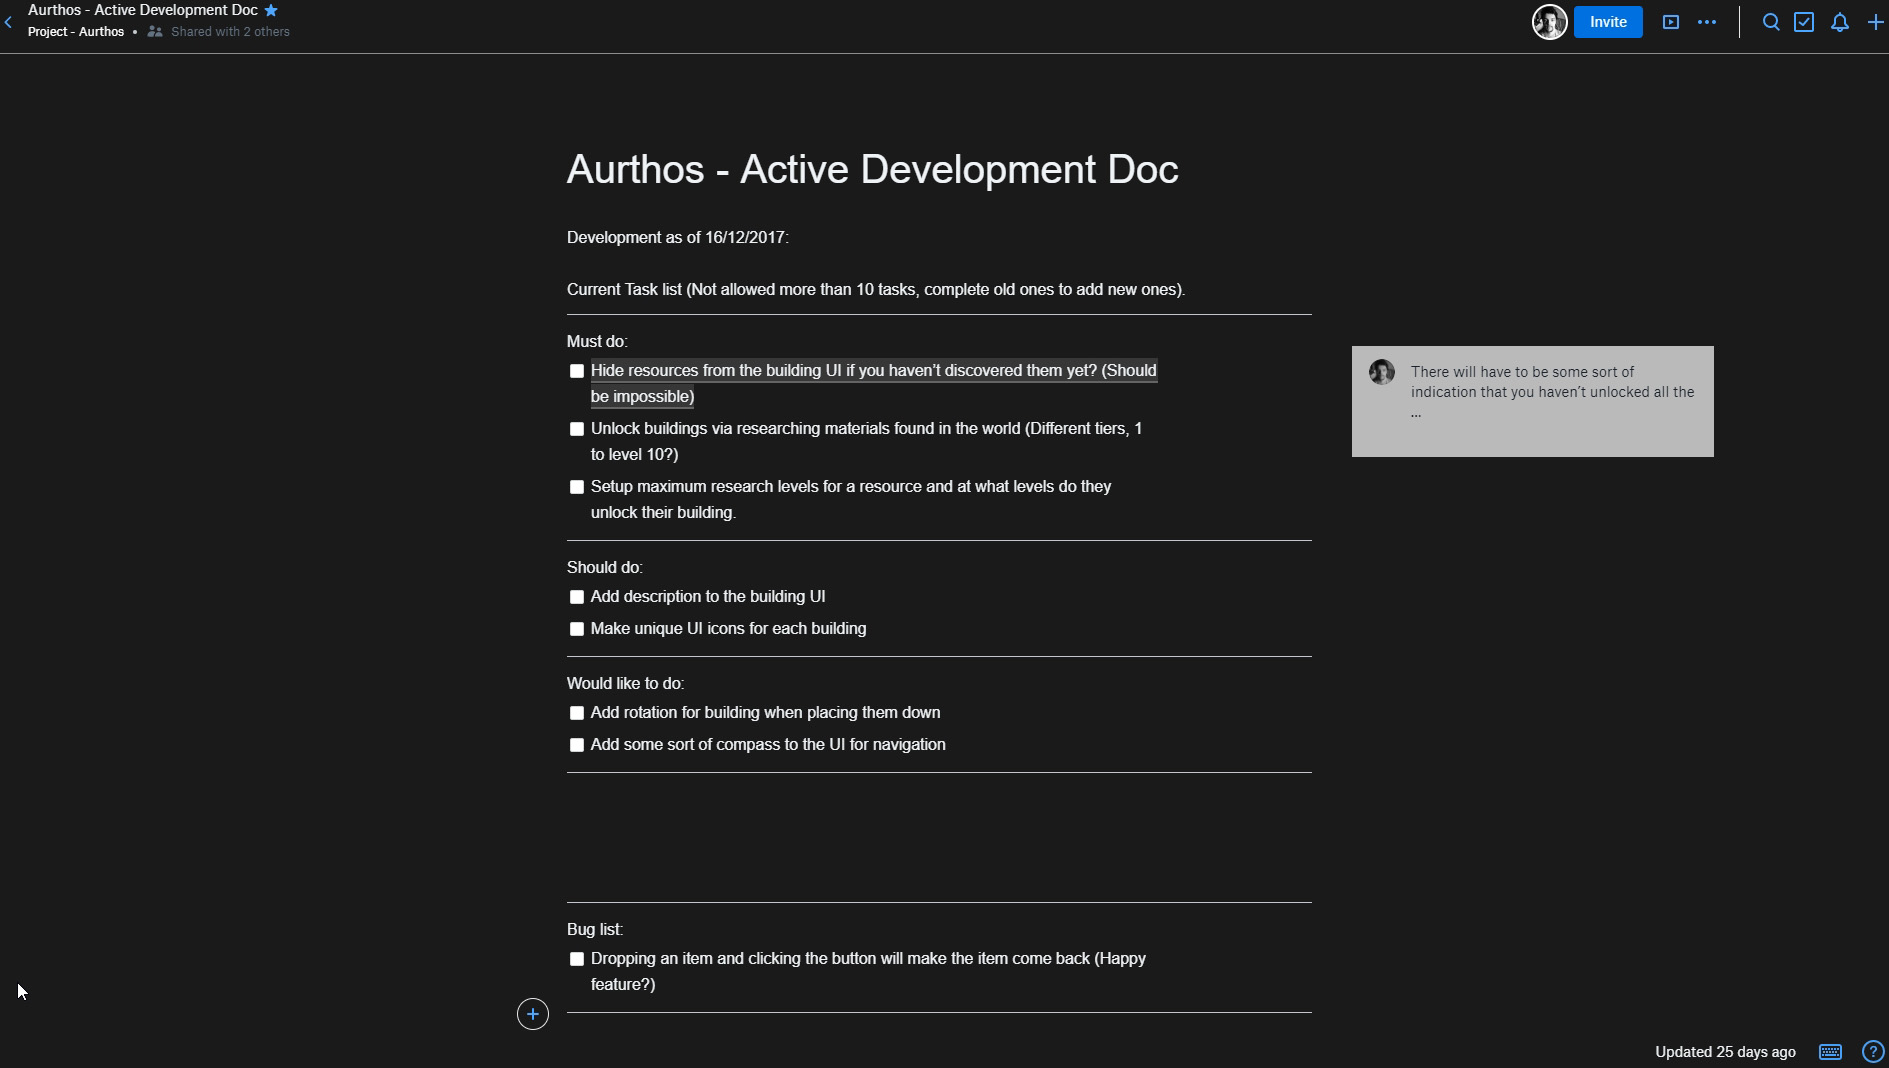 Aurthos - Active Development Doc
Project - Aurthos • Shared with 2 others
Invite
Aurthos - Active Development Doc
Development as of 16/12/2017:
Current Task list (Not allowed more than 10 tasks, complete old ones to add new ones).
Must do:
Hide resources from the building UI if you haven't discovered them yet? (Should
be impossible)
Unlock buildings via researching materials found in the world (Different tiers, 1
to level 10?)
Setup maximum research levels for a resource and at what levels do they
unlock their building.
There will have to be some sort of
indication that you haven't unlocked all the
...
Should do:
Add description to the building UI
Make unique UI icons for each building
Would like to do:
Add rotation for building when placing them down
Add some sort of compass to the UI for navigation
Bug list:
Dropping an item and clicking the button will make the item come back (Happy
feature?)
Updated 25 days ago